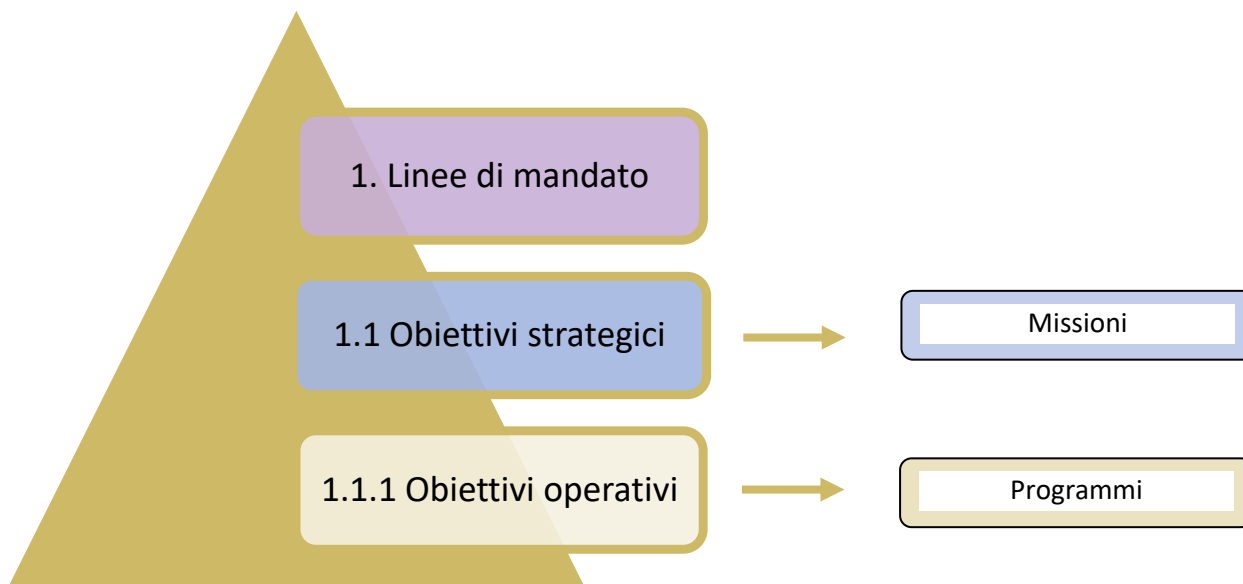 1. Linee di mandato
1.1 Obiettivi strategici
Missioni
1.1.1 Obiettivi operativi
Programmi